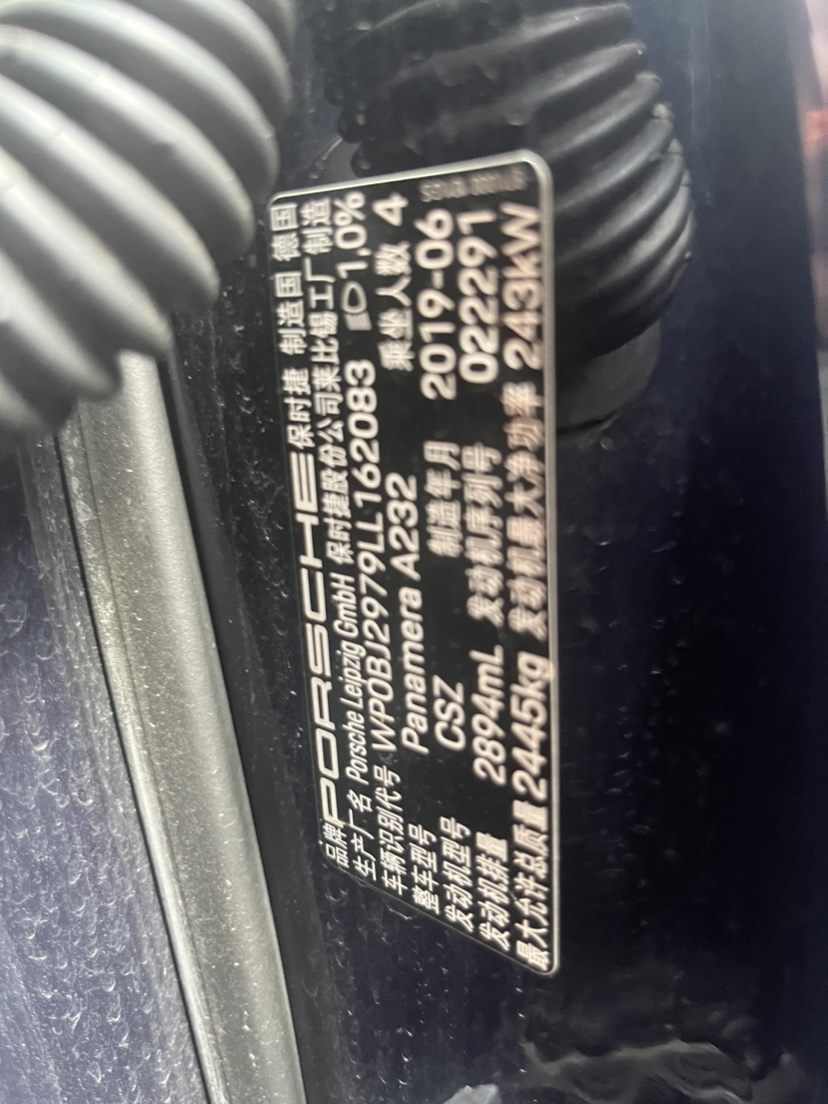 品牌 PORSCHE 保时捷 制造国 德国
生产厂名 Porsche Leipzig GmbH 保时捷股份公司莱比锡工厂制造
车辆识别代号 WP0BJ2979LL162083 1,0%
整车型号 Panamera A232 乘坐人数 4
发动机型号 CSZ 制造年月 2019-06
发动机排量 2894mL 发动机序列号 022291
最大允许总质量 2445kg 发动机最大净功率 243kW